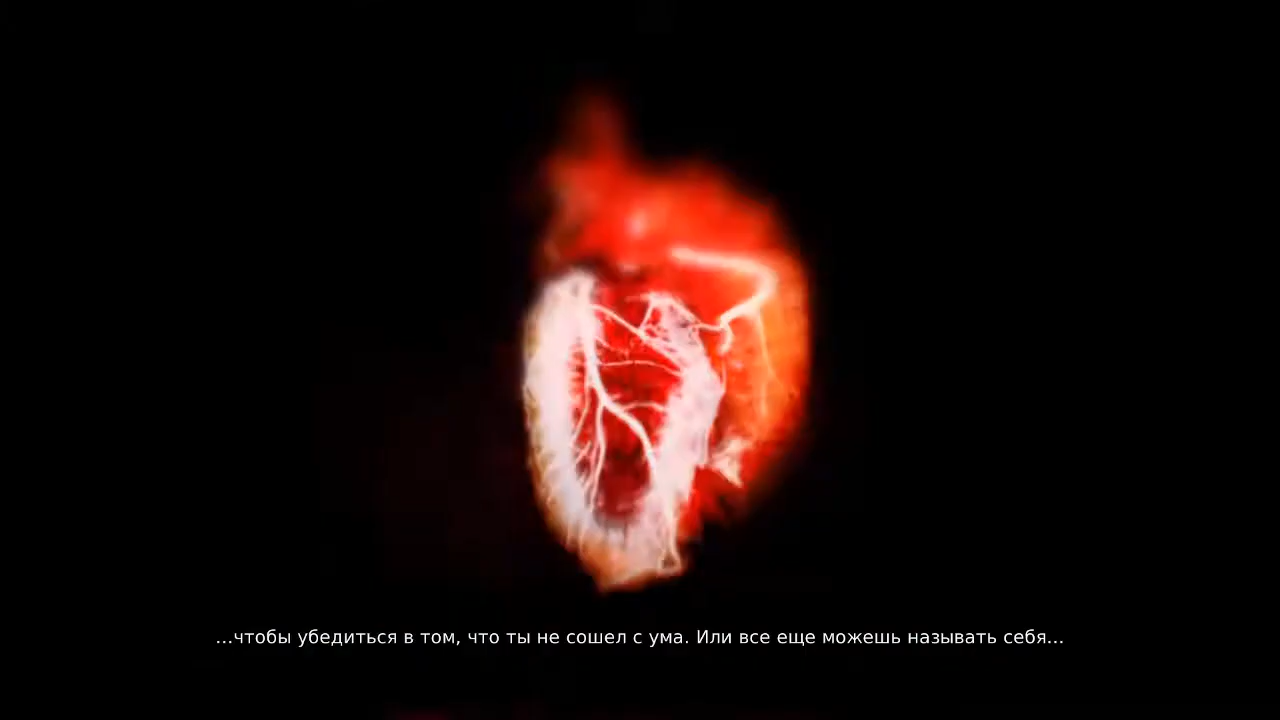 ...чтобы убедиться в том, что ты не сошел с ума. Или все еще можешь называть себя...